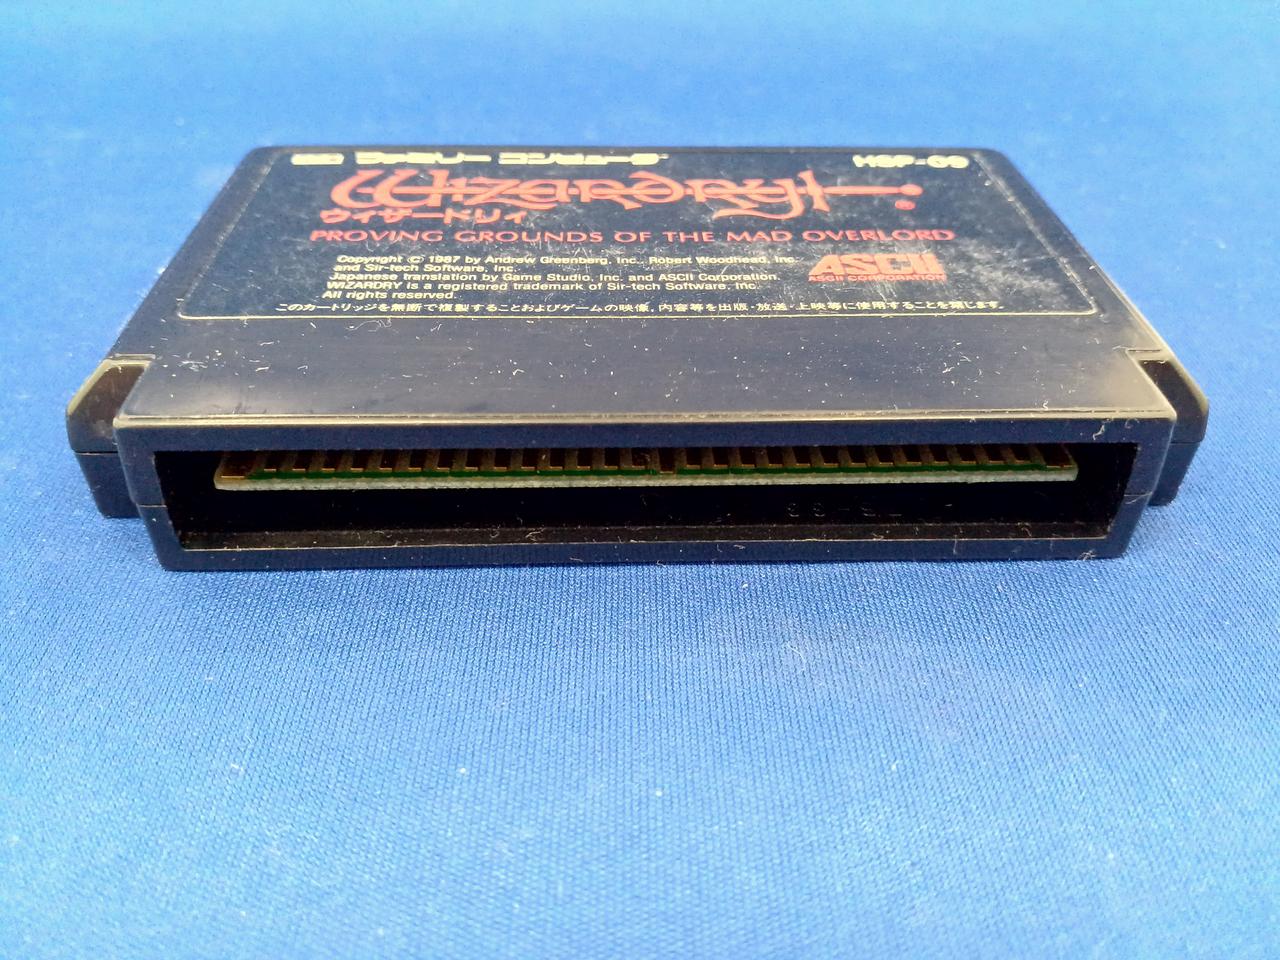 ファミリー コンピュータ HSP-09
Wizardry
ウィザードリィ
PROVING GROUNDS OF THE MAD OVERLORD
Copyright © 1987 by Andrew Greenberg, Inc., Robert Woodhead, Inc.
and Sir-tech Software, Inc.
Japanese translation by Game Studio, Inc. and ASCII Corporation.
WIZARDRY is a registered trademark of Sir-tech Software, Inc.
All rights reserved.
ASCII
ASCII CORPORATION
このカートリッジを無断で複製することおよびゲームの映像,内容等を出版・放送・上映等に使用することを禁じます。